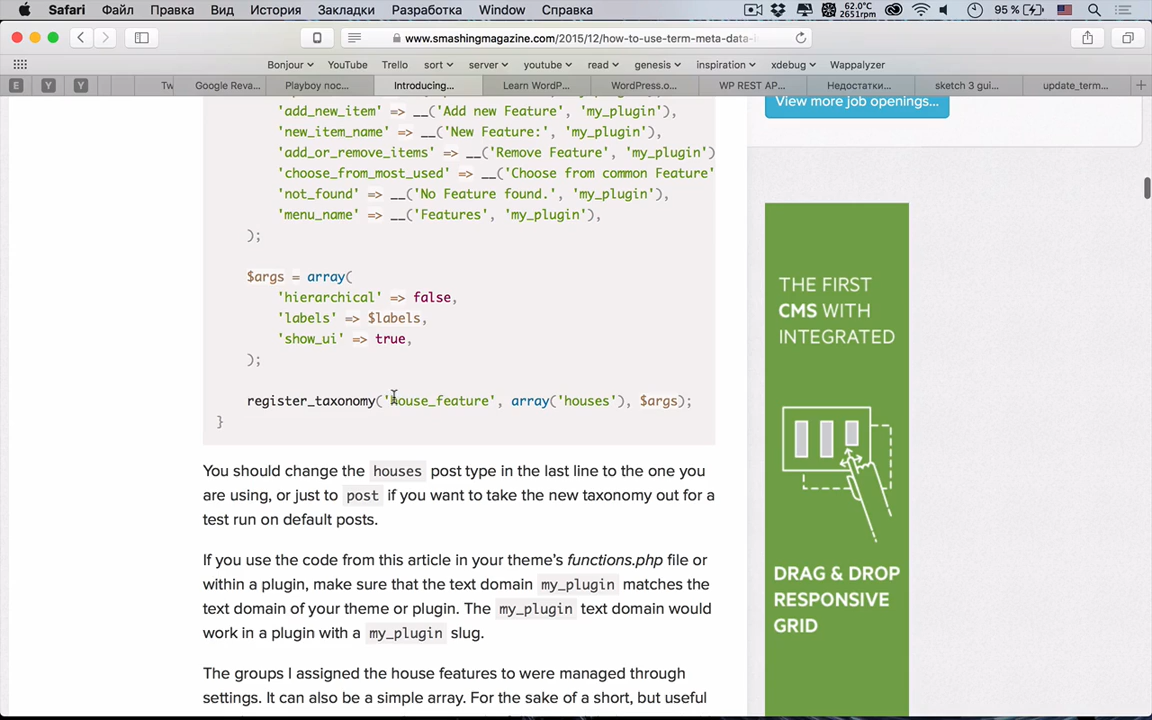 Safari Файл Правка Вид История Закладки Разработка Window Справка 62.0°C 2651rpm 95 %
www.smashingmagazine.com/2015/12/how-to-use-term-meta-data-
Bonjour YouTube Trello sort server youtube read genesis inspiration xdebug Wappalyzer
E Y Y Tw Google Reva... Playboy пос... Introducing... Learn WordP... WordPress.o... WP REST AP... Недостатки... sketch 3 gui... update_term...
'add_new_item' => __('Add new Feature', 'my_plugin'),
'new_item_name' => __('New Feature:', 'my_plugin'),
'add_or_remove_items' => __('Remove Feature', 'my_plugin')
'choose_from_most_used' => __('Choose from common Feature'
'not_found' => __('No Feature found.', 'my_plugin'),
'menu_name' => __('Features', 'my_plugin'),
);
$args = array(
'hierarchical' => false,
'labels' => $labels,
'show_ui' => true,
);
register_taxonomy('house_feature', array('houses'), $args);
}
You should change the houses post type in the last line to the one you
are using, or just to post if you want to take the new taxonomy out for a
test run on default posts.
If you use the code from this article in your theme's functions.php file or
within a plugin, make sure that the text domain my_plugin matches the
text domain of your theme or plugin. The my_plugin text domain would
work in a plugin with a my_plugin slug.
The groups I assigned the house features to were managed through
settings. It can also be a simple array. For the sake of a short, but useful
View more job openings...
THE FIRST
CMS WITH
INTEGRATED
DRAG & DROP
RESPONSIVE
GRID